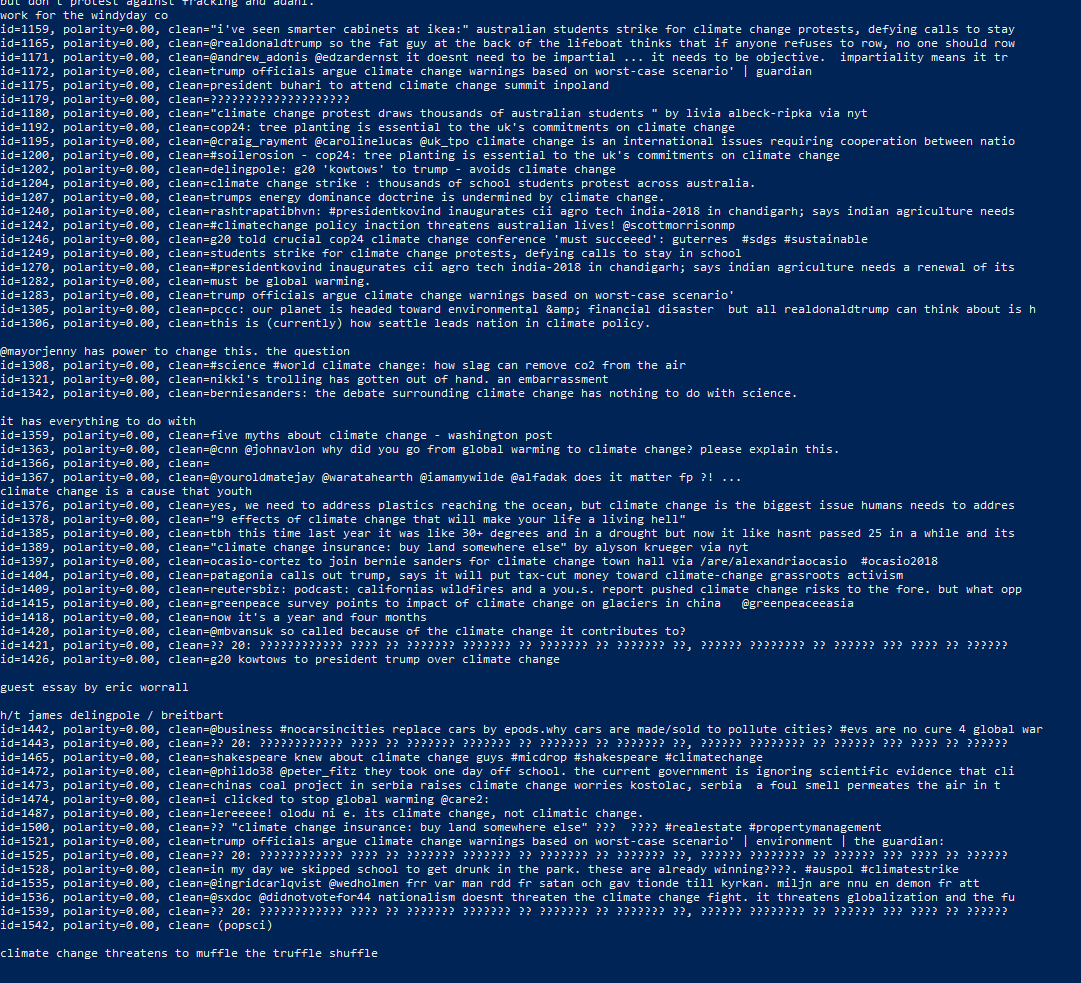 but don't protest against fracking and adani.
work for the windyday co
id=1159, polarity=0.00, clean="i've seen smarter cabinets at ikea:" australian students strike for climate change protests, defying calls to stay
id=1165, polarity=0.00, clean=@realdonaldtrump so the fat guy at the back of the lifeboat thinks that if anyone refuses to row, no one should row
id=1171, polarity=0.00, clean=@andrew_adonis @edzardernst it doesnt need to be impartial ... it needs to be objective.  impartiality means it tr
id=1172, polarity=0.00, clean=trump officials argue climate change warnings based on worst-case scenario' | guardian
id=1175, polarity=0.00, clean=president buhari to attend climate change summit inpoland
id=1179, polarity=0.00, clean=????????????????????
id=1180, polarity=0.00, clean="climate change protest draws thousands of australian students " by livia albeck-ripka via nyt
id=1192, polarity=0.00, clean=cop24: tree planting is essential to the uk's commitments on climate change
id=1195, polarity=0.00, clean=@craig_rayment @carolinelucas @uk_tpo climate change is an international issues requiring cooperation between natio
id=1200, polarity=0.00, clean=#soilerosion - cop24: tree planting is essential to the uk's commitments on climate change
id=1202, polarity=0.00, clean=delingpole: g20 'kowtows' to trump - avoids climate change
id=1204, polarity=0.00, clean=climate change strike : thousands of school students protest across australia.
id=1207, polarity=0.00, clean=trumps energy dominance doctrine is undermined by climate change.
id=1240, polarity=0.00, clean=rashtrapatibhvn: #presidentkovind inaugurates cii agro tech india-2018 in chandigarh; says indian agriculture needs
id=1242, polarity=0.00, clean=#climatechange policy inaction threatens australian lives! @scottmorrisonmp
id=1246, polarity=0.00, clean=g20 told crucial cop24 climate change conference 'must succeeed': guterres  #sdgs #sustainable
id=1249, polarity=0.00, clean=students strike for climate change protests, defying calls to stay in school
id=1270, polarity=0.00, clean=#presidentkovind inaugurates cii agro tech india-2018 in chandigarh; says indian agriculture needs a renewal of its
id=1282, polarity=0.00, clean=must be global warming.
id=1283, polarity=0.00, clean=trump officials argue climate change warnings based on worst-case scenario'
id=1305, polarity=0.00, clean=pccc: our planet is headed toward environmental &amp; financial disaster  but all realdonaldtrump can think about is h
id=1306, polarity=0.00, clean=this is (currently) how seattle leads nation in climate policy.
@mayorjenny has power to change this. the question
id=1308, polarity=0.00, clean=#science #world climate change: how slag can remove co2 from the air
id=1321, polarity=0.00, clean=nikki's trolling has gotten out of hand. an embarrassment
id=1342, polarity=0.00, clean=berniesanders: the debate surrounding climate change has nothing to do with science.
it has everything to do with
id=1359, polarity=0.00, clean=five myths about climate change - washington post
id=1363, polarity=0.00, clean=@cnn @johnavlon why did you go from global warming to climate change? please explain this.
id=1366, polarity=0.00, clean=
id=1367, polarity=0.00, clean=@youroldmatejay @waratahearth @iamamywilde @alfadak does it matter fp ?! ...
climate change is a cause that youth
id=1376, polarity=0.00, clean=yes, we need to address plastics reaching the ocean, but climate change is the biggest issue humans needs to addres
id=1378, polarity=0.00, clean="9 effects of climate change that will make your life a living hell"
id=1385, polarity=0.00, clean=tbh this time last year it was like 30+ degrees and in a drought but now it like hasnt passed 25 in a while and its
id=1389, polarity=0.00, clean="climate change insurance: buy land somewhere else" by alyson krueger via nyt
id=1397, polarity=0.00, clean=ocasio-cortez to join bernie sanders for climate change town hall via /are/alexandriaocasio  #ocasio2018
id=1404, polarity=0.00, clean=patagonia calls out trump, says it will put tax-cut money toward climate-change grassroots activism
id=1409, polarity=0.00, clean=reutersbiz: podcast: californias wildfires and a you.s. report pushed climate change risks to the fore. but what opp
id=1415, polarity=0.00, clean=greenpeace survey points to impact of climate change on glaciers in china   @greenpeaceeasia
id=1418, polarity=0.00, clean=now it's a year and four months
id=1420, polarity=0.00, clean=@mbvansuk so called because of the climate change it contributes to?
id=1421, polarity=0.00, clean=?? 20: ???????????? ???? ?? ??????? ??????? ?? ??????? ?? ??????? ??, ?????? ???????? ?? ?????? ??? ???? ?? ??????
id=1426, polarity=0.00, clean=g20 kowtows to president trump over climate change
guest essay by eric worrall
h/t james delingpole / breitbart
id=1442, polarity=0.00, clean=@business #nocarsincities replace cars by epods.why cars are made/sold to pollute cities? #evs are no cure 4 global war
id=1443, polarity=0.00, clean=?? 20: ???????????? ???? ?? ??????? ??????? ?? ??????? ?? ??????? ??, ?????? ???????? ?? ?????? ??? ???? ?? ??????
id=1465, polarity=0.00, clean=shakespeare knew about climate change guys #micdrop #shakespeare #climatechange
id=1472, polarity=0.00, clean=@phildo38 @peter_fitz they took one day off school. the current government is ignoring scientific evidence that cli
id=1473, polarity=0.00, clean=chinas coal project in serbia raises climate change worries kostolac, serbia  a foul smell permeates the air in t
id=1474, polarity=0.00, clean=i clicked to stop global warming @care2:
id=1487, polarity=0.00, clean=lereeeee! olodu ni e. its climate change, not climatic change.
id=1500, polarity=0.00, clean=?? "climate change insurance: buy land somewhere else" ???  ???? #realestate #propertymanagement
id=1521, polarity=0.00, clean=trump officials argue climate change warnings based on worst-case scenario' | environment | the guardian:
id=1525, polarity=0.00, clean=?? 20: ???????????? ???? ?? ??????? ??????? ?? ??????? ?? ??????? ??, ?????? ???????? ?? ?????? ??? ???? ?? ??????
id=1528, polarity=0.00, clean=in my day we skipped school to get drunk in the park. these are already winning????. #auspol #climatestrike
id=1535, polarity=0.00, clean=@ingridcarlqvist @wedholmen frr var man rdd fr satan och gav tionde till kyrkan. miljn are nnu en demon fr att
id=1536, polarity=0.00, clean=@sxdoc @didnotvotefor44 nationalism doesnt threaten the climate change fight. it threatens globalization and the fu
id=1539, polarity=0.00, clean=?? 20: ???????????? ???? ?? ??????? ??????? ?? ??????? ?? ??????? ??, ?????? ???????? ?? ?????? ??? ???? ?? ??????
id=1542, polarity=0.00, clean= (popsci)
climate change threatens to muffle the truffle shuffle